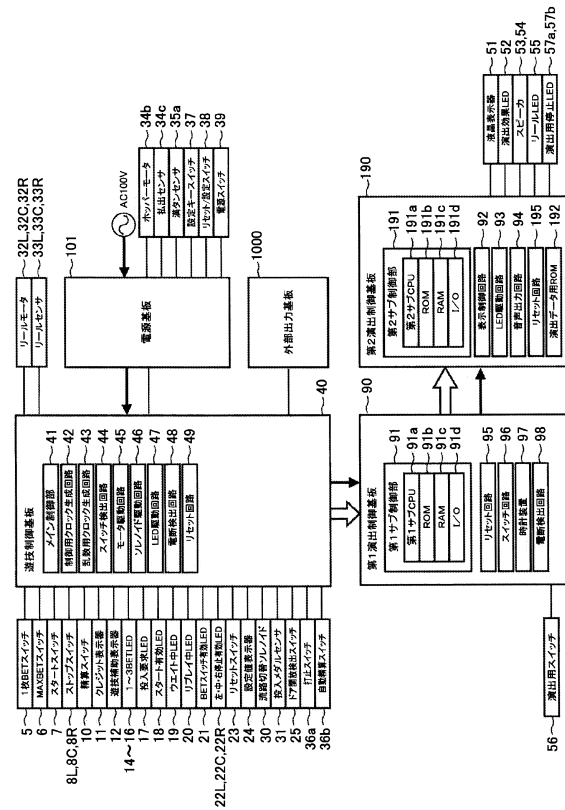 5 1枚BETスイッチ
6 MAXBETスイッチ
7 スタートスイッチ
8L,8C,8R ストップスイッチ
10 精算スイッチ
11 クレジット表示器
12 遊技補助表示器
14～16 1～3BETLED
17 投入要求LED
18 スタート有効LED
19 ウエイト中LED
20 リプレイ中LED
21 BETスイッチ有効LED
22L,22C,22R 左・中・右停止有効LED
23 リセットスイッチ
24 設定値表示器
30 流路切替ソレノイド
31 投入メダルセンサ
25 ドア開放検出スイッチ
36a 打止スイッチ
36b 自動精算スイッチ
遊技制御基板
40
メイン制御部 41
制御用クロック生成回路 42
乱数用クロック生成回路 43
スイッチ検出回路 44
モータ駆動回路 45
ソレノイド駆動回路 46
LED駆動回路 47
電断検出回路 48
リセット回路 49
リールモータ 32L,32C,32R
リールセンサ 33L,33C,33R
電源基板
101
AC100V
ホッパーモータ 34b
払出センサ 34c
満タンセンサ 35a
設定キースイッチ 37
リセット/設定スイッチ 38
電源スイッチ 39
外部出力基板
1000
第1演出制御基板
90
第1サブ制御部 91
第1サブCPU 91a
ROM 91b
RAM 91c
I/O 91d
リセット回路 95
スイッチ回路 96
時計装置 97
電断検出回路 98
56 演出用スイッチ
第2演出制御基板
190
第2サブ制御部 191
第2サブCPU 191a
ROM 191b
RAM 191c
I/O 191d
表示制御回路 92
LED駆動回路 93
音声出力回路 94
リセット回路 195
演出データ用ROM 192
液晶表示器 51
演出効果LED 52
スピーカ 53,54
リールLED 55
演出用停止LED 57a,57b